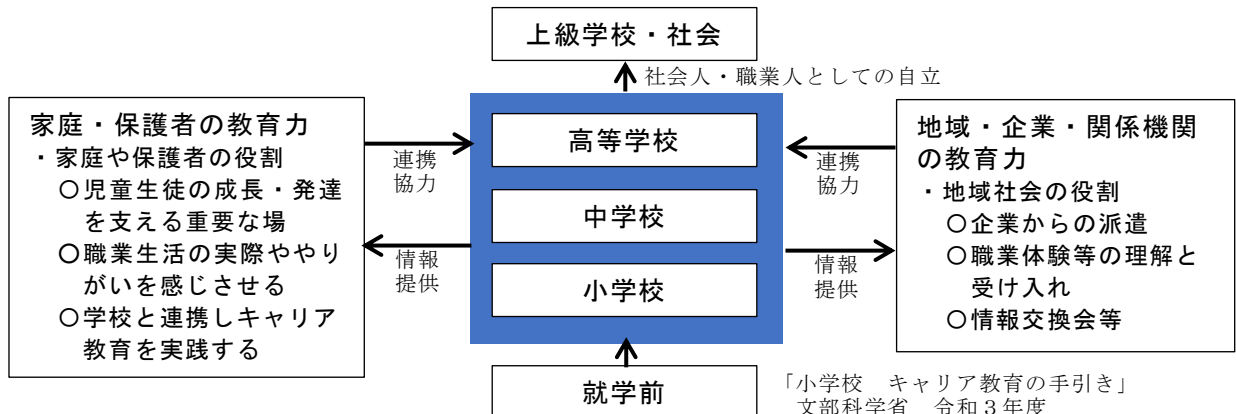 上級学校・社会
社会人・職業人としての自立
家庭・保護者の教育力
・家庭や保護者の役割
〇児童生徒の成長・発達
を支える重要な場
〇職業生活の実際ややり
がいを感じさせる
〇学校と連携しキャリア
教育を実践する
連携
協力
情報
提供
高等学校
中学校
小学校
連携
協力
情報
提供
地域・企業・関係機関
の教育力
・地域社会の役割
〇企業からの派遣
〇職業体験等の理解と
受け入れ
〇情報交換会等
就学前
「小学校　キャリア教育の手引き」
文部科学省　令和３年度